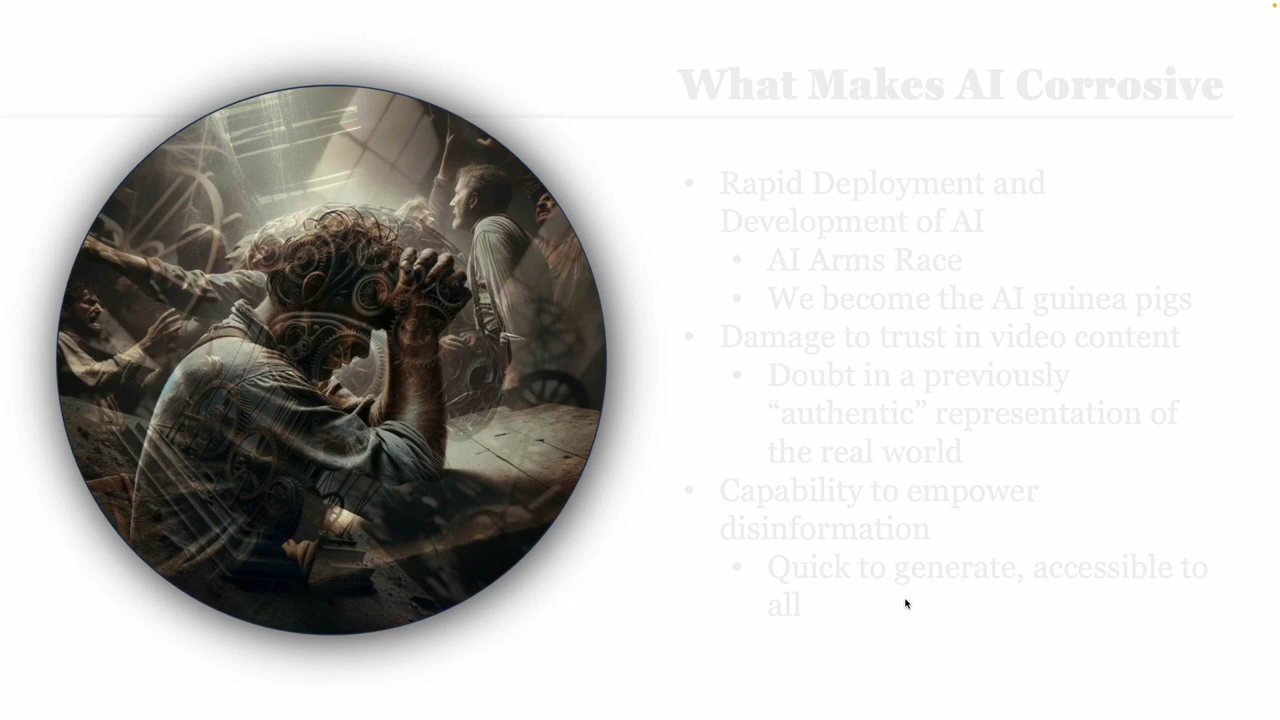 What Makes AI Corrosive
• Rapid Deployment and
Development of AI
• AI Arms Race
• We become the AI guinea pigs
• Damage to trust in video content
• Doubt in a previously
“authentic” representation of
the real world
• Capability to empower
disinformation
• Quick to generate, accessible to
all